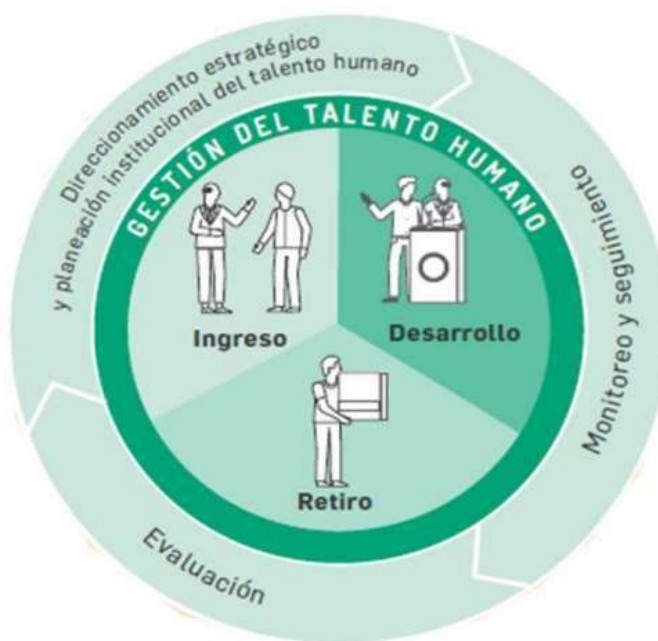 Direccionamiento estratégico
y planeación institucional del talento humano
GESTIÓN DEL TALENTO HUMANO
Monitoreo y seguimiento
Ingreso
Desarrollo
Retiro
Evaluación